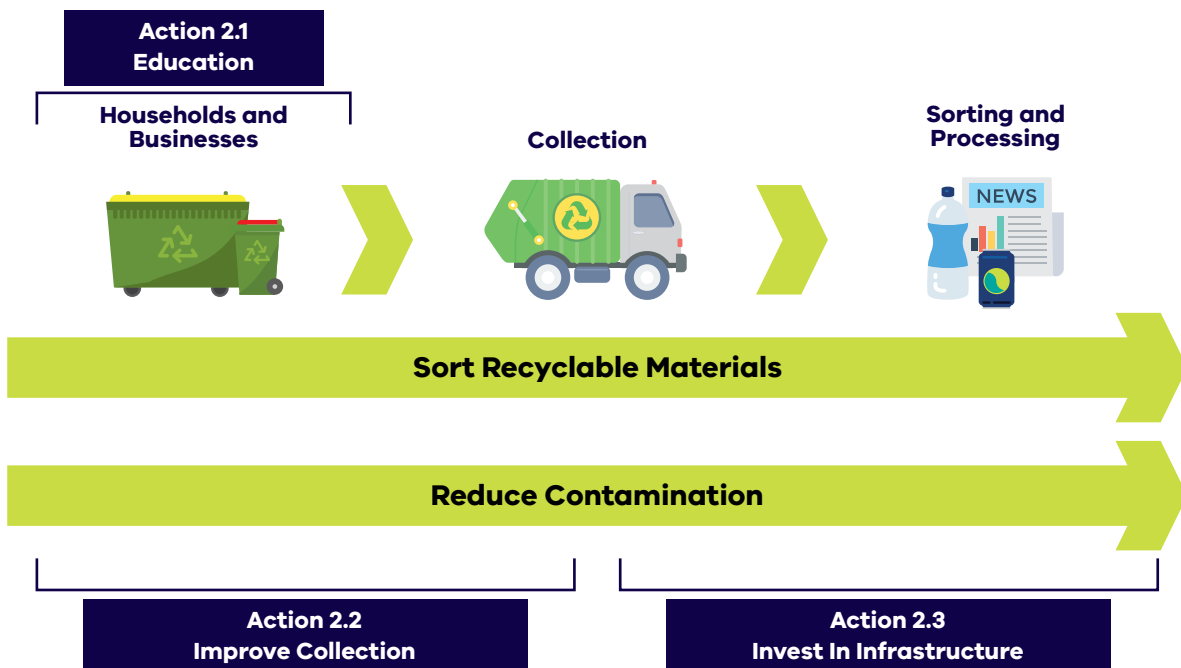 Action 2.1
Education
Households and
Businesses
Collection
Sorting and
Processing
NEWS
Sort Recyclable Materials
Reduce Contamination
Action 2.2
Improve Collection
Action 2.3
Invest In Infrastructure